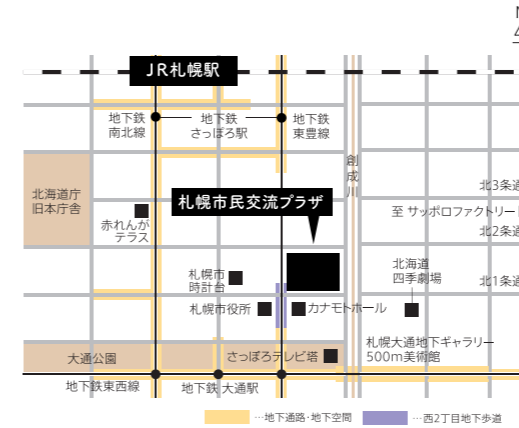 JR札幌駅
地下鉄
南北線
地下鉄
さっぽろ駅
地下鉄
東豊線
創成川
北海道庁
旧本庁舎
赤れんが
テラス
札幌市民交流プラザ
北3条通
至 サッポロファクトリー
北2条通
札幌市
時計台
北海道
四季劇場
北1条通
札幌市役所
カナモトホール
札幌大通地下ギャラリー
500m美術館
大通公園
さっぽろテレビ塔
地下鉄東西線
地下鉄 大通駅
…地下通路・地下空間
…西2丁目地下歩道